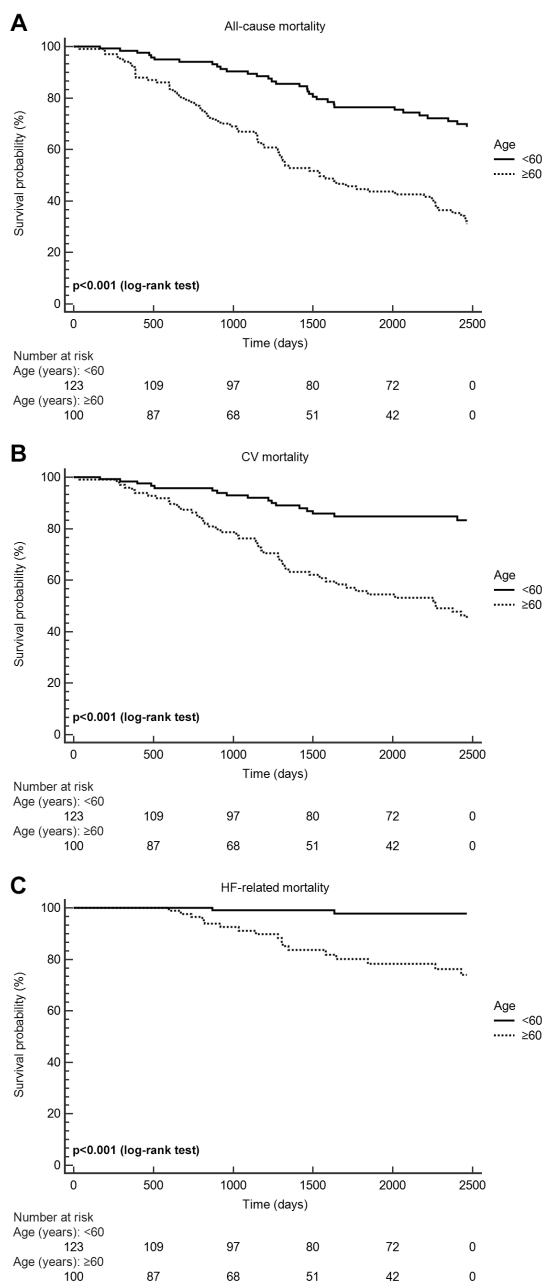 A
All-cause mortality
100
80
60
40
20
0
Survival probability (%)
p<0.001 (log-rank test)
0 500 1000 1500 2000 2500
Time (days)
Age
<60
≥60
Number at risk
Age (years): <60
123 109 97 80 72 0
Age (years): ≥60
100 87 68 51 42 0
B
CV mortality
100
80
60
40
20
0
Survival probability (%)
p<0.001 (log-rank test)
0 500 1000 1500 2000 2500
Time (days)
Age
<60
≥60
Number at risk
Age (years): <60
123 109 97 80 72 0
Age (years): ≥60
100 87 68 51 42 0
C
HF-related mortality
100
80
60
40
20
0
Survival probability (%)
p<0.001 (log-rank test)
0 500 1000 1500 2000 2500
Time (days)
Age
<60
≥60
Number at risk
Age (years): <60
123 109 97 80 72 0
Age (years): ≥60
100 87 68 51 42 0